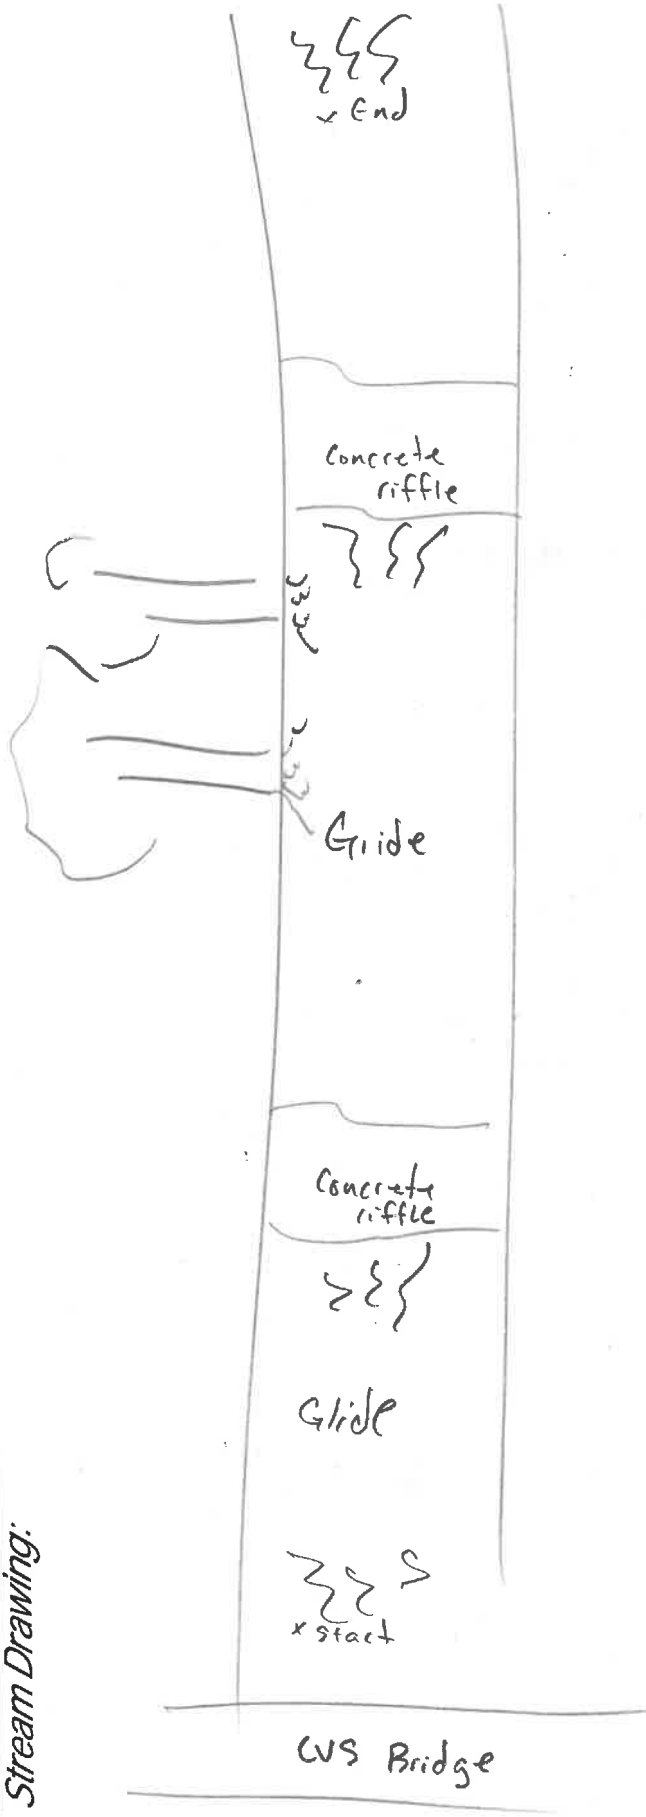 x End
Concrete
riffle
Glide
Concrete
riffle
Glide
x start
CVS Bridge
Stream Drawing: